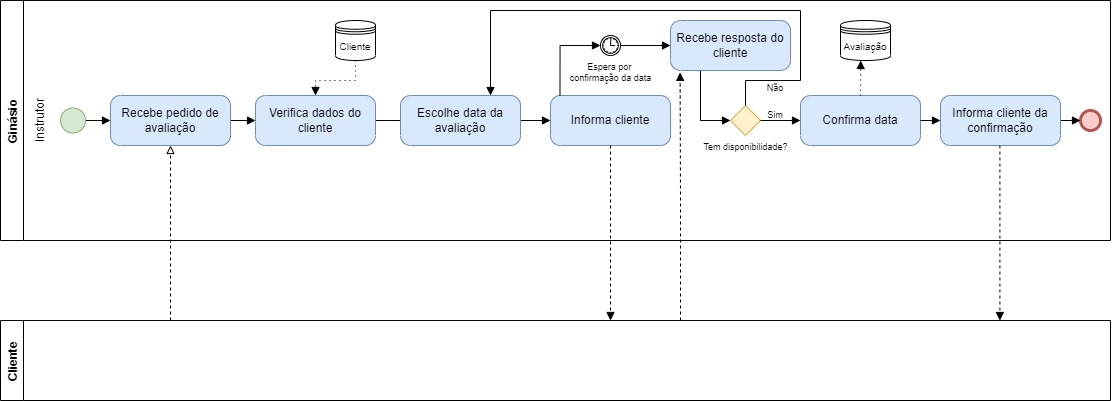 Ginásio
Instrutor
Recebe pedido de
avaliação
Cliente
Verifica dados do
cliente
Escolhe data da
avaliação
Informa cliente
Espera por
confirmação da data
Recebe resposta do
cliente
Tem disponibilidade?
Não
Sim
Avaliação
Confirma data
Informa cliente da
confirmação
Cliente